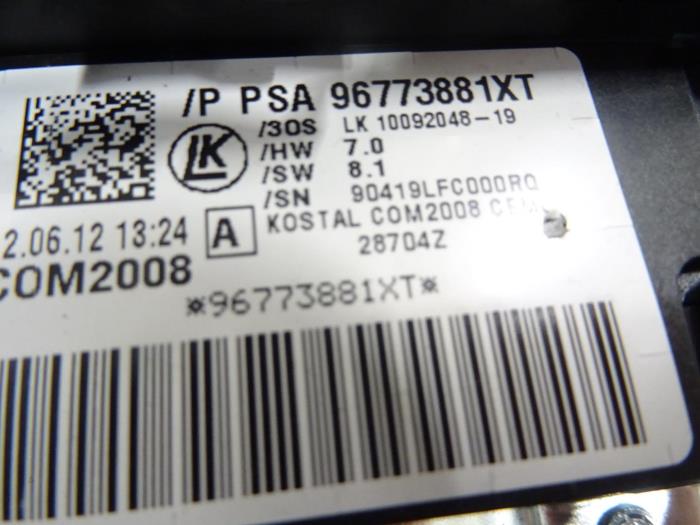 /P PSA 96773881XT
/3OS LK 10092048-19
LK
/HW 7.0
/SW 8.1
/SN 90419LFC000RQ
2.06.12 13:24 A KOSTAL COM2008
28704Z
COM2008
*96773881XT*